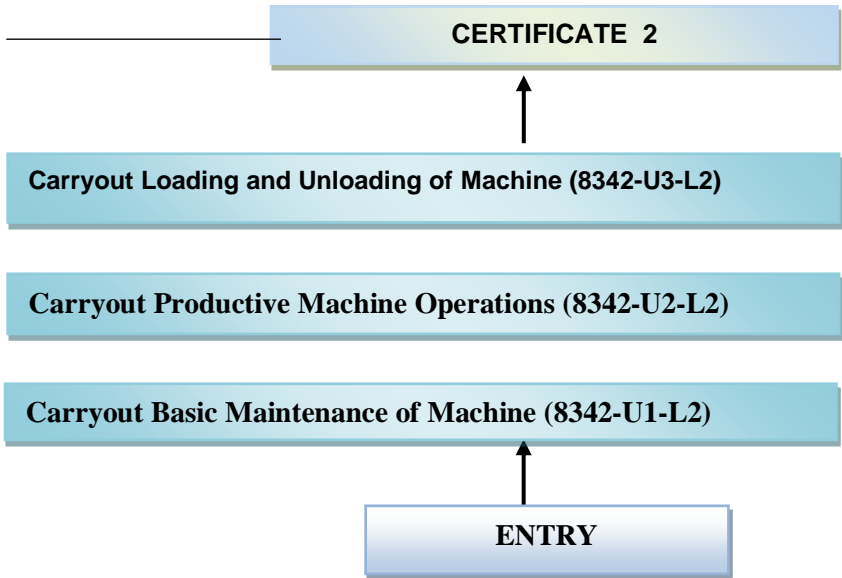 CERTIFICATE 2
Carryout Loading and Unloading of Machine (8342-U3-L2)
Carryout Productive Machine Operations (8342-U2-L2)
Carryout Basic Maintenance of Machine (8342-U1-L2)
ENTRY